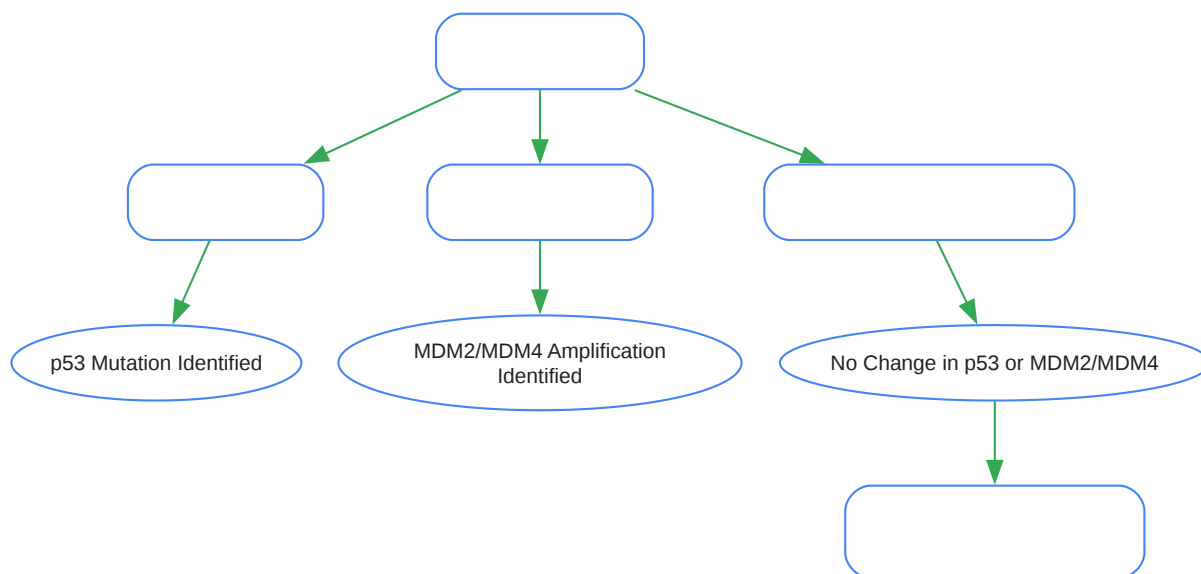 p53 Mutation Identified
MDM2/MDM4 Amplification
Identified
No Change in p53 or MDM2/MDM4